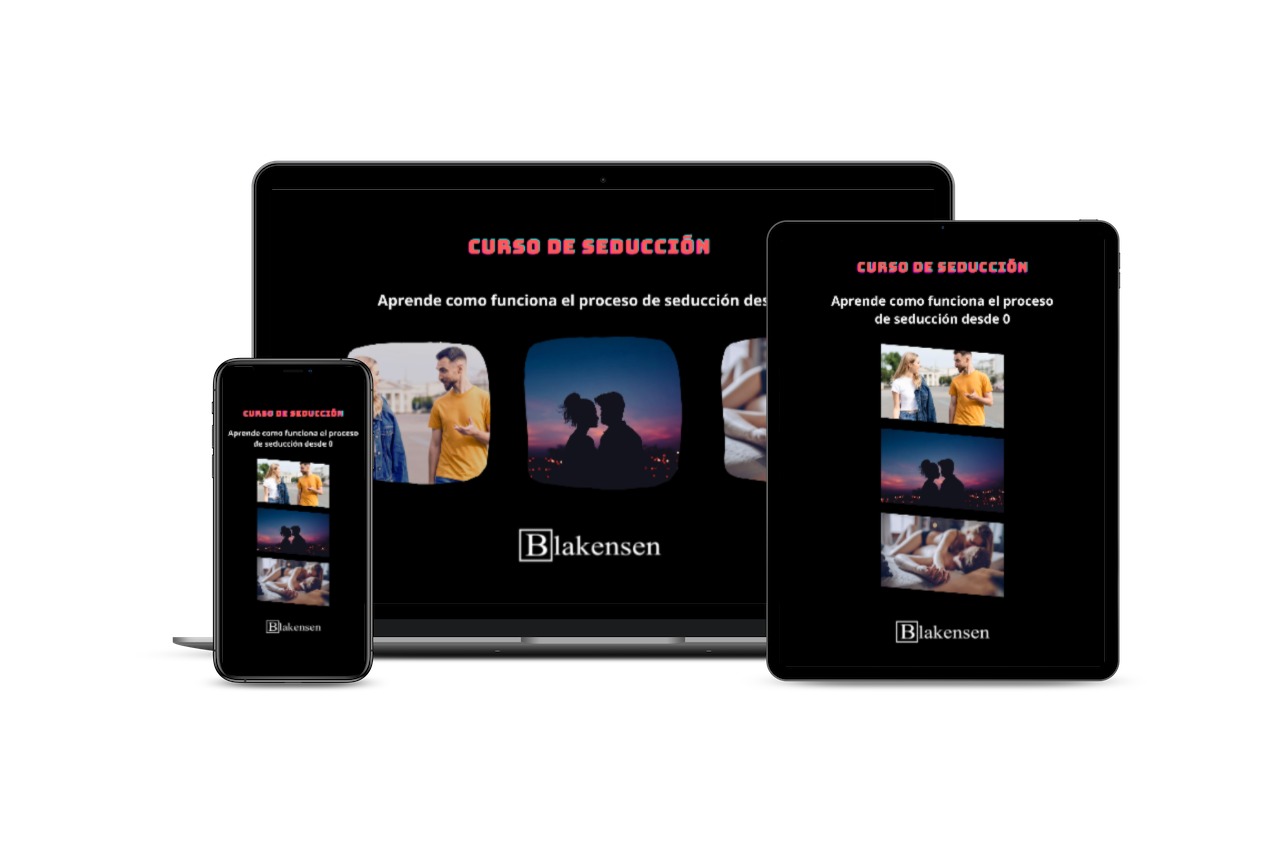 CURSO DE SEDUCCIÓN
Aprende como funciona el proceso de seducción des
Blakensen
CURSO DE SEDUCCIÓN
Aprende como funciona el proceso
de seducción desde 0
Blakensen
CURSO DE SEDUCCIÓN
Aprende como funciona el proceso
de seducción desde 0
Blakensen